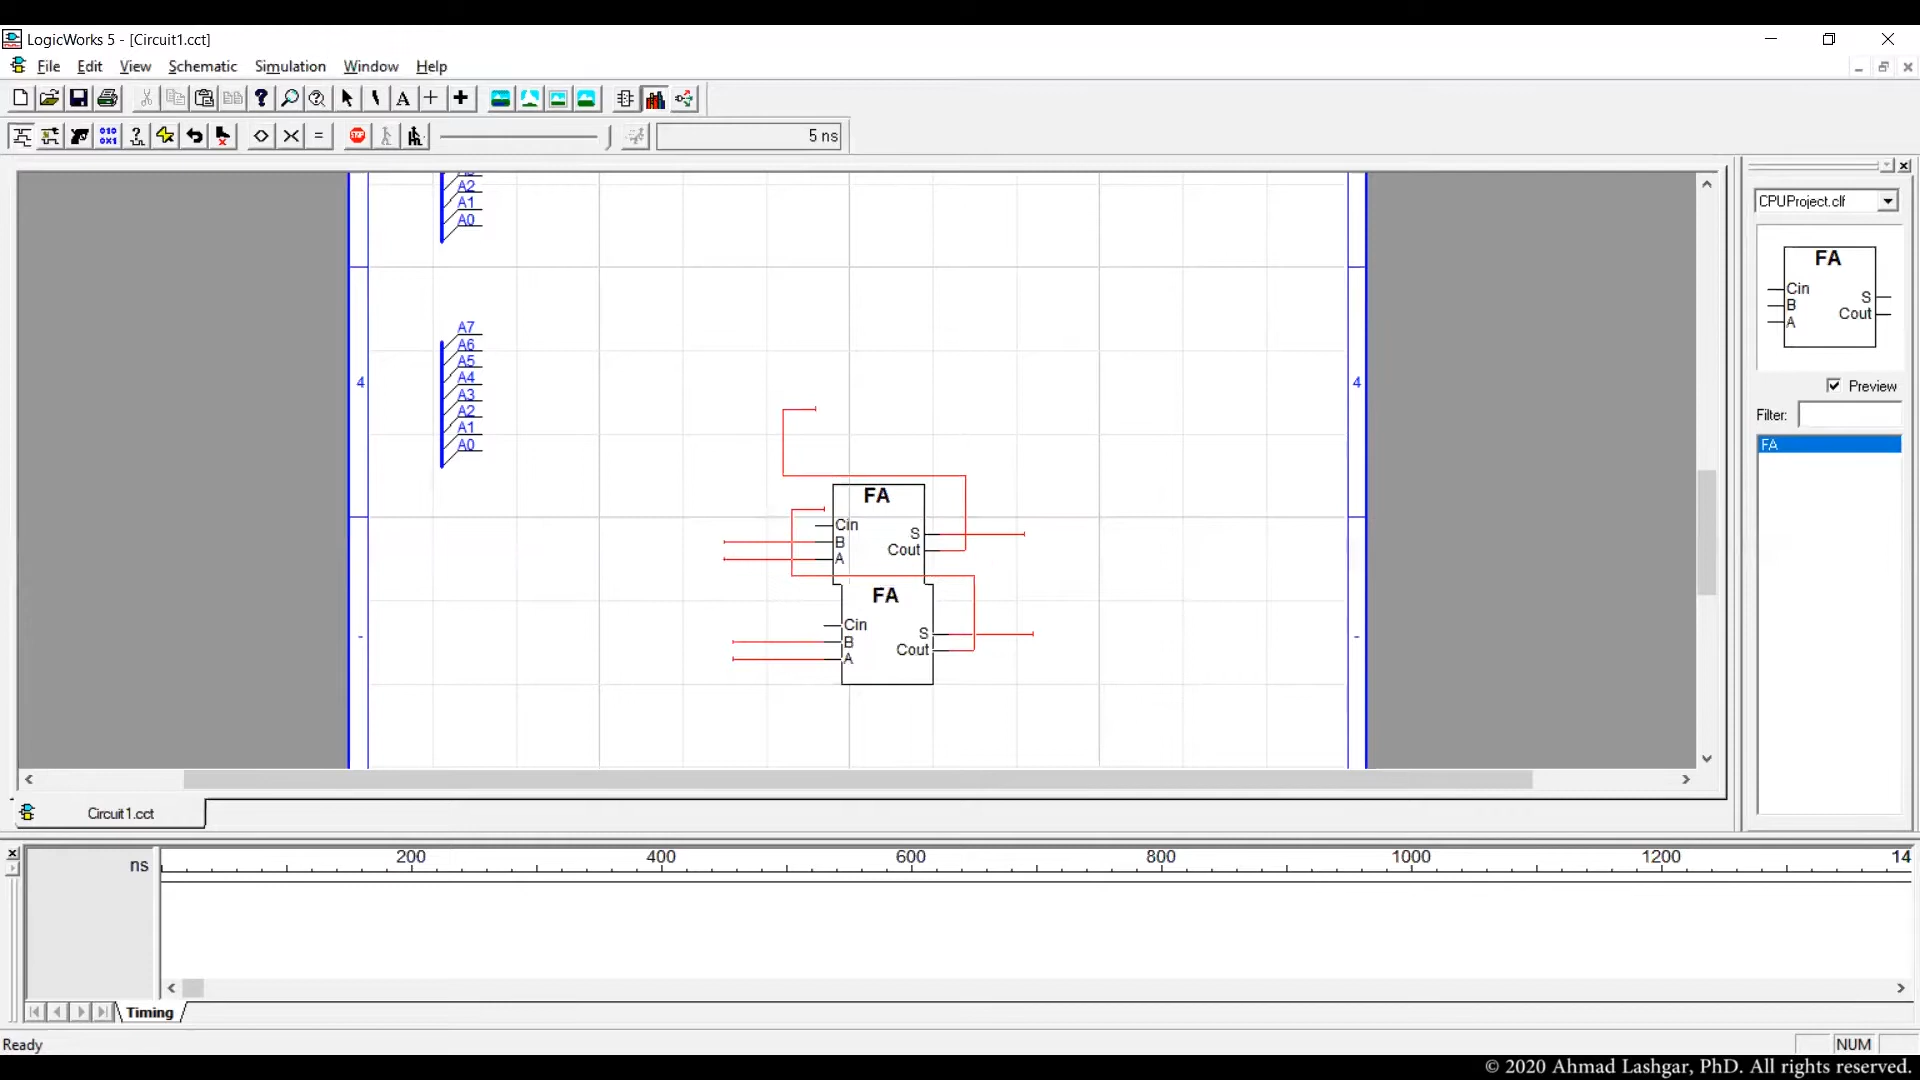 LogicWorks 5 - [Circuit1.cct]
File Edit View Schematic Simulation Window Help
5 ns
A2
A1
A0
4
A7
A6
A5
A4
A3
A2
A1
A0
4
FA
Cin
B
A
S
Cout
FA
Cin
B
A
S
Cout
-
-
CPUProject.clf
FA
Cin
B
A
S
Cout
Preview
Filter:
FA
Circuit1.cct
ns
200 400 600 800 1000 1200 14
Timing
Ready
NUM
© 2020 Ahmad Lashgar, PhD. All rights reserved.